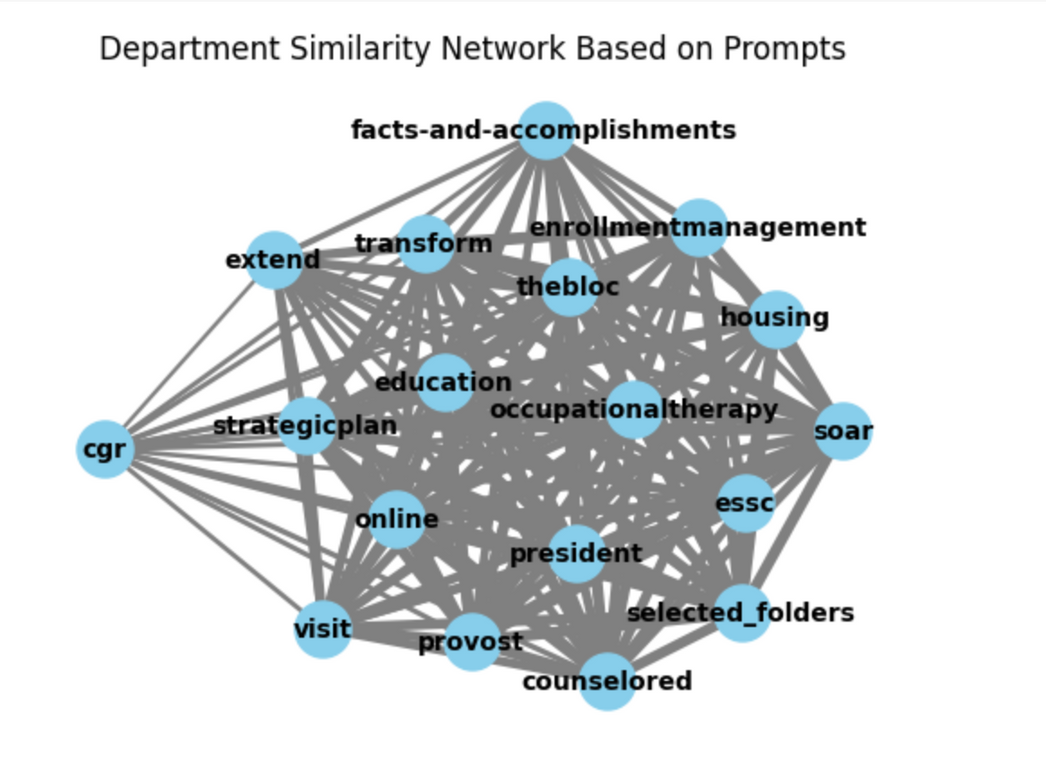 Department Similarity Network Based on Prompts
facts-and-accomplishments
enrollmentmanagement
transform
extend
thebloc
housing
education
occupationaltherapy
strategicplan
soar
cgr
essc
online
president
selected_folders
visit
provost
counselored